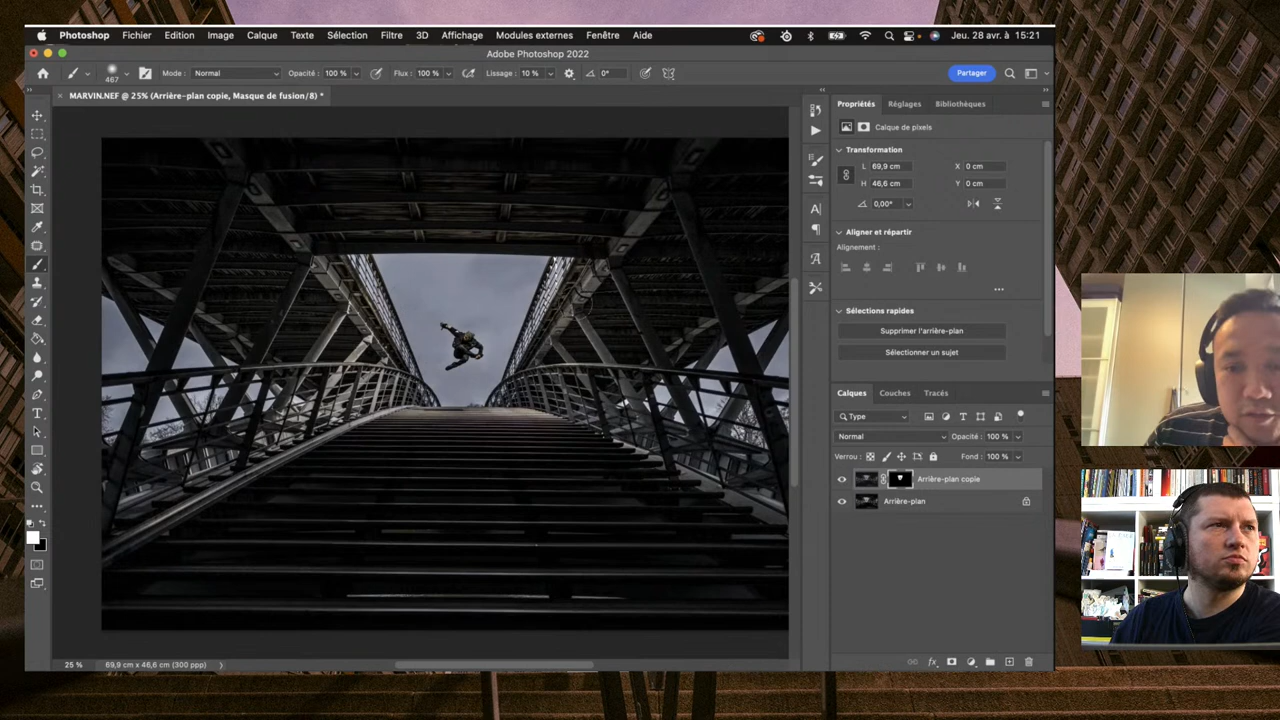 Photoshop Fichier Edition Image Calque Texte Sélection Filtre 3D Affichage Modules externes Fenêtre Aide Jeu. 28 avr. à 15:21
Adobe Photoshop 2022
467 Mode : Normal Opacité : 100 % Flux : 100 % Lissage : 10 % 0° Partager
MARVIN.NEF @ 25% (Arrière-plan copie, Masque de fusion/8) *
Propriétés Réglages Bibliothèques
Calque de pixels
Transformation
L 69,9 cm X 0 cm
H 46,6 cm Y 0 cm
0,00°
Aligner et répartir
Alignement :
Sélections rapides
Supprimer l'arrière-plan
Sélectionner un sujet
Calques Couches Tracés
Type
Normal Opacité : 100 %
Verrou : Fond : 100 %
Arrière-plan copie
Arrière-plan
fx
25 % 69,9 cm x 46,6 cm (300 ppp)